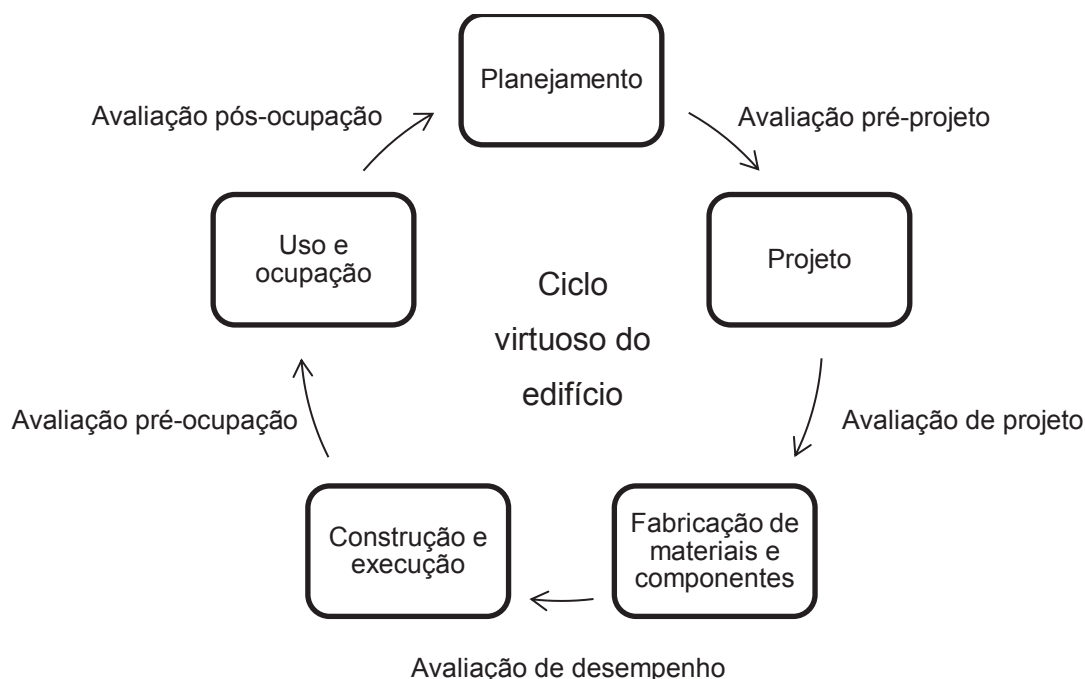 Planejamento
Avaliação pós-ocupação
Avaliação pré-projeto
Uso e
ocupação
Projeto
Ciclo
virtuoso do
edifício
Avaliação pré-ocupação
Avaliação de projeto
Construção e
execução
Fabricação de
materiais e
componentes
Avaliação de desempenho